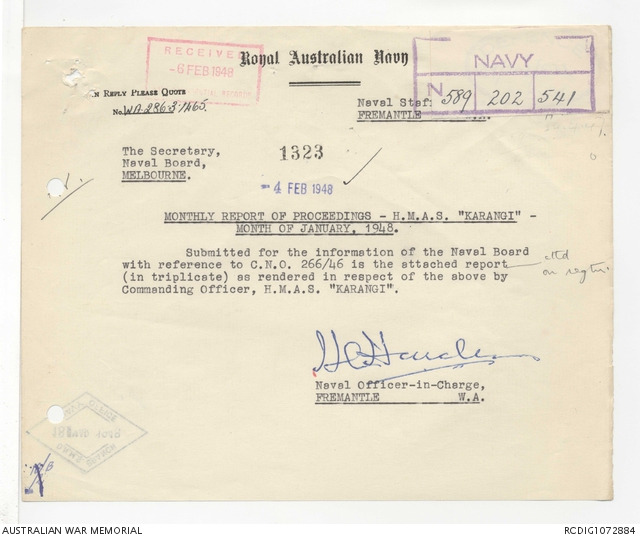 RECEIVED
-6 FEB 1948
Royal Australian Navy
NAVY
N 589 202 541
IN REPLY PLEASE QUOTE
No. WA.286.3.1465.
Naval Staff
FREMANTLE
The Secretary,
Naval Board,
MELBOURNE.
1323
-4 FEB 1948
MONTHLY REPORT OF PROCEEDINGS - H.M.A.S. "KARANGI" -
MONTH OF JANUARY, 1948.
Submitted for the information of the Naval Board
with reference to C.N.O. 266/46 is the attached report
(in triplicate) as rendered in respect of the above by
Commanding Officer, H.M.A.S. "KARANGI".
Naval Officer-in-Charge,
FREMANTLE W.A.
AUSTRALIAN WAR MEMORIAL
RCDIG1072884